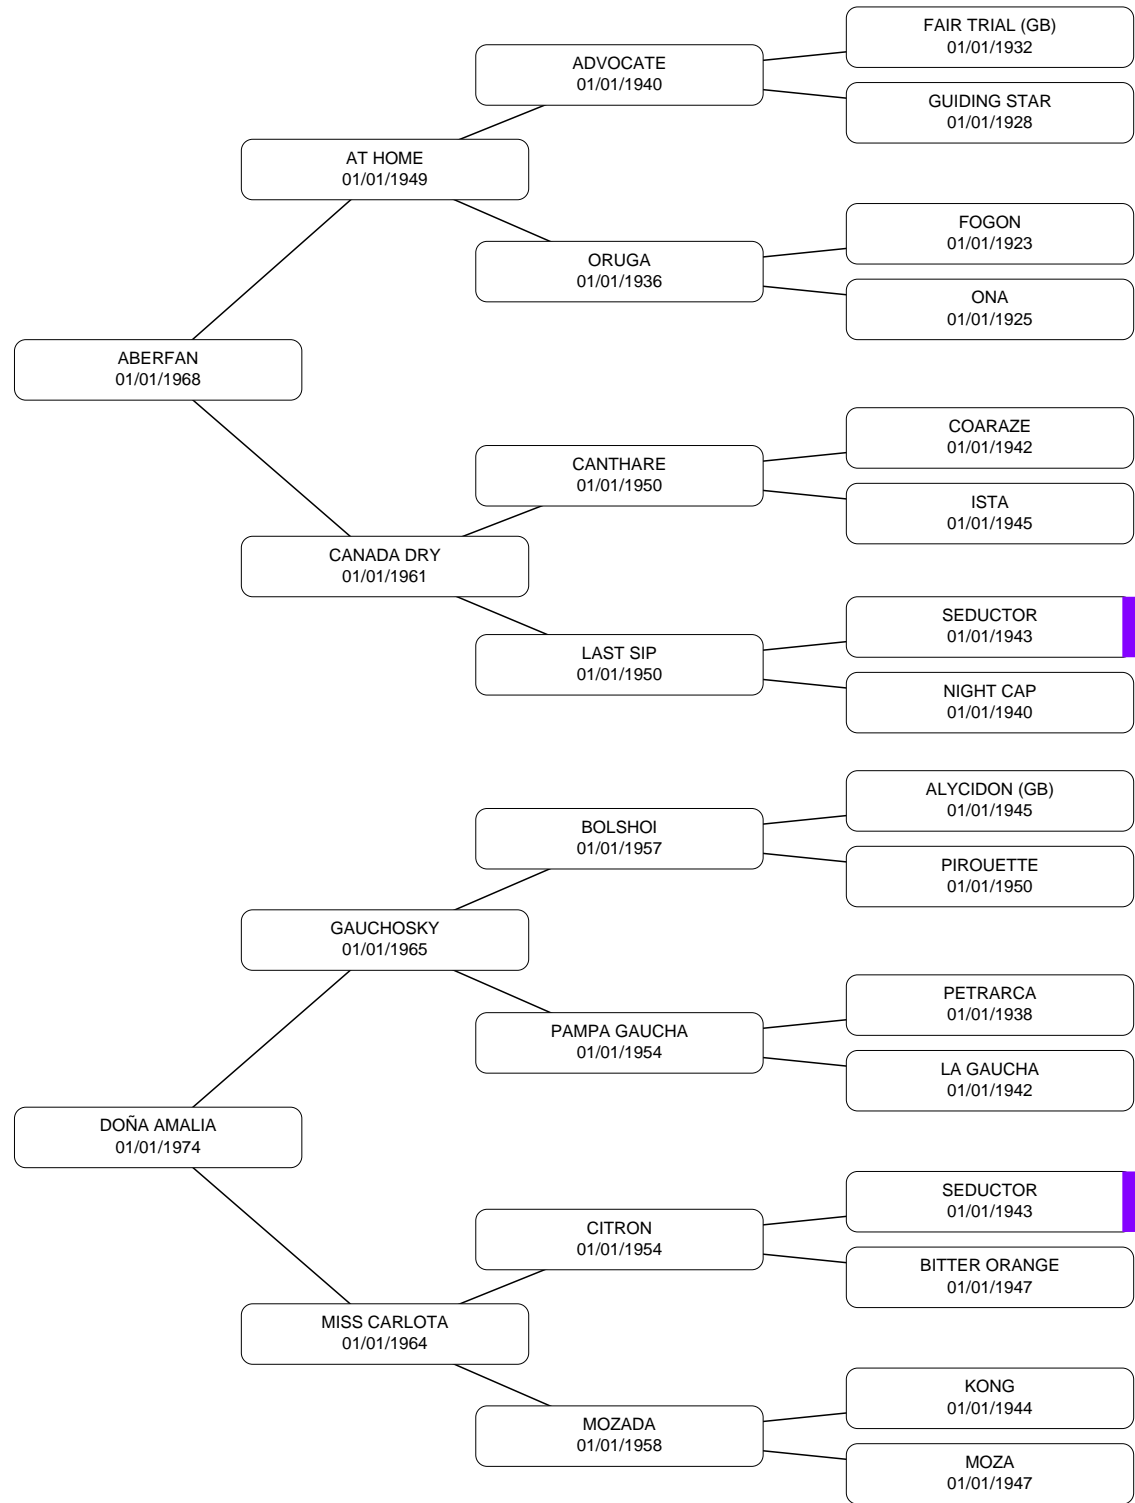 FAIR TRIAL (GB)
01/01/1932
ADVOCATE
01/01/1940
GUIDING STAR
01/01/1928
AT HOME
01/01/1949
FOGON
01/01/1923
ORUGA
01/01/1936
ONA
01/01/1925
ABERFAN
01/01/1968
COARAZE
01/01/1942
CANTHARE
01/01/1950
ISTA
01/01/1945
CANADA DRY
01/01/1961
SEDUCTOR
01/01/1943
LAST SIP
01/01/1950
NIGHT CAP
01/01/1940
ALYCIDON (GB)
01/01/1945
BOLSHOI
01/01/1957
PIROUETTE
01/01/1950
GAUCHOSKY
01/01/1965
PETRARCA
01/01/1938
PAMPA GAUCHA
01/01/1954
LA GAUCHA
01/01/1942
DOÑA AMALIA
01/01/1974
SEDUCTOR
01/01/1943
CITRON
01/01/1954
BITTER ORANGE
01/01/1947
MISS CARLOTA
01/01/1964
KONG
01/01/1944
MOZADA
01/01/1958
MOZA
01/01/1947